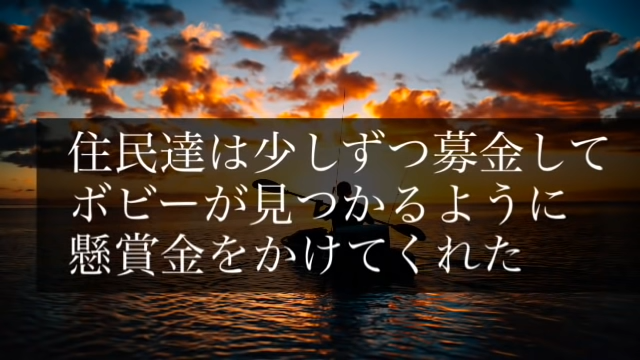 住民達は少しずつ募金して
ボビーが見つかるように
懸賞金をかけてくれた